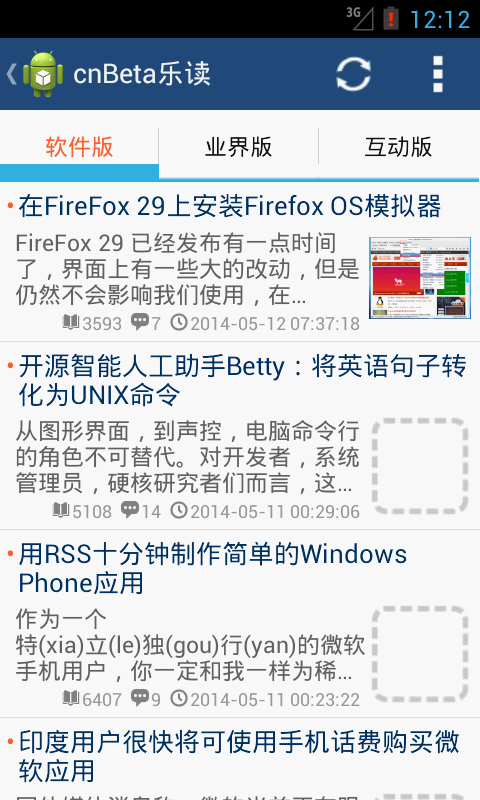 3G 12:12
cnBeta乐读
软件版 业界版 互动版
在FireFox 29上安装Firefox OS模拟器
FireFox 29 已经发布有一点时间
了，界面上有一些大的改动，但是
仍然不会影响我们使用，在...
3593 7 2014-05-12 07:37:18
开源智能人工助手Betty：将英语句子转
化为UNIX命令
从图形界面，到声控，电脑命令行
的角色不可替代。对开发者，系统
管理员，硬核研究者们而言，这...
5108 14 2014-05-11 00:29:06
用RSS十分钟制作简单的Windows
Phone应用
作为一个
特(xia)立(le)独(gou)行(yan)的微软
手机用户，你一定和我一样为稀...
6407 9 2014-05-11 00:23:22
印度用户很快将可使用手机话费购买微
软应用